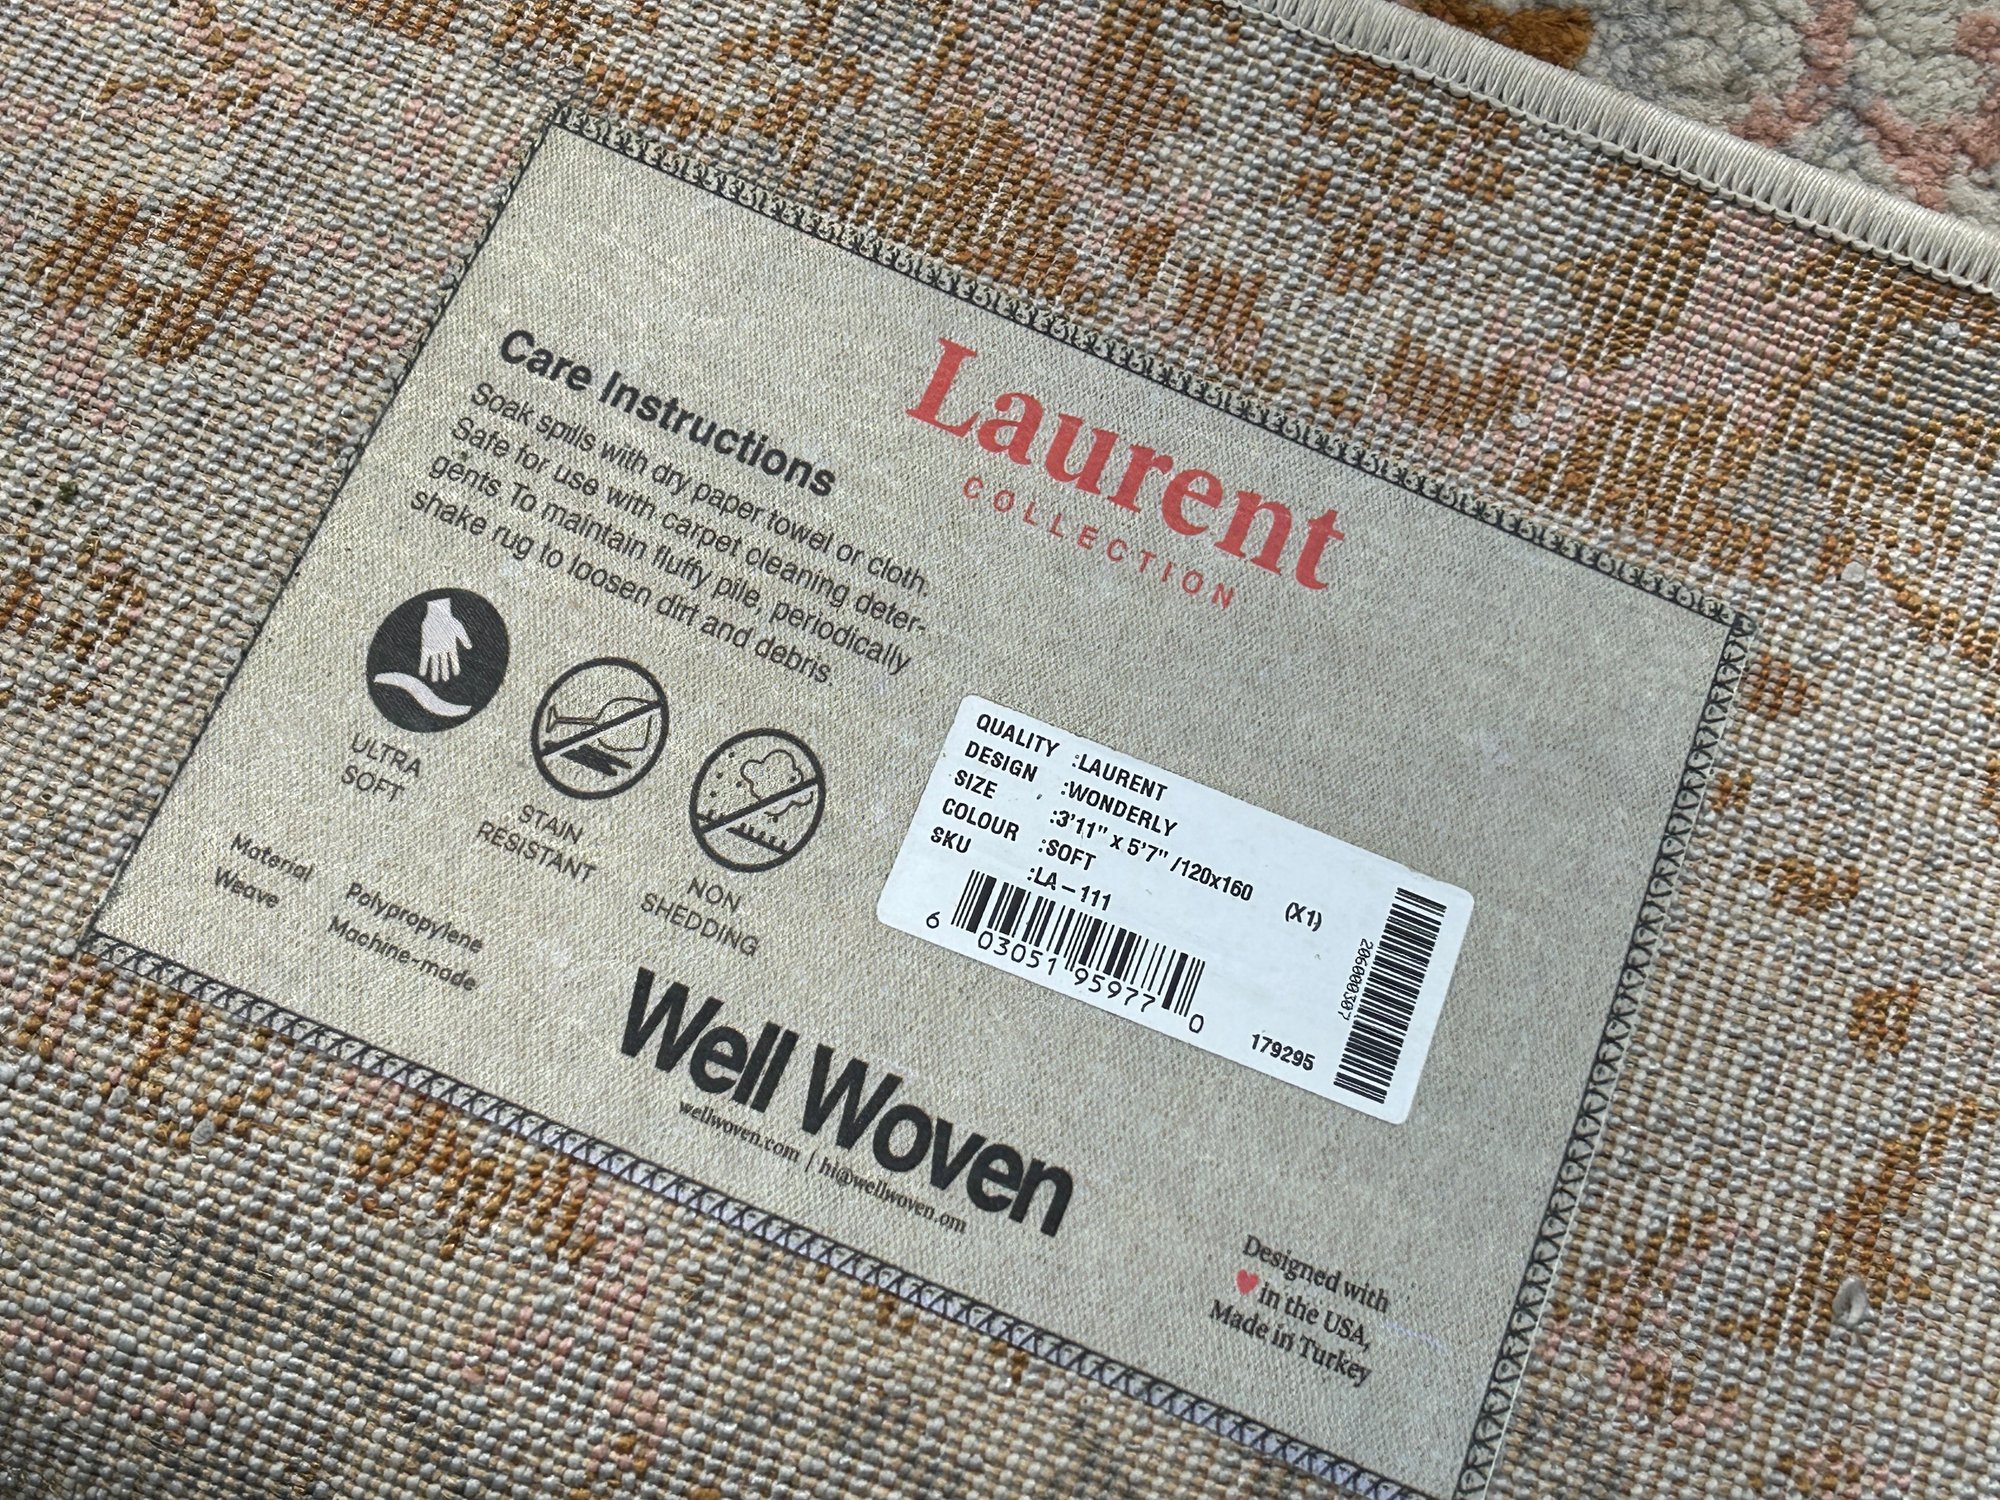 Laurent
COLLECTION
Care Instructions
Soak spills with dry paper towel or cloth.
Safe for use with carpet cleaning deter-
gents To maintain fluffy pile, periodically
shake rug to loosen dirt and debris.
ULTRA
SOFT
STAIN
RESISTANT
NON
SHEDDING
Material Polypropylene
Weave Machine-made
QUALITY :LAURENT
DESIGN :WONDERLY
SIZE :3'11" x 5'7" /120x160 (X1)
COLOUR :SOFT
SKU :LA-111
6 03051 95977 0
179295
2060000307
Well Woven
wellwoven.com | hi@wellwoven.om
Designed with
❤ in the USA,
Made in Turkey